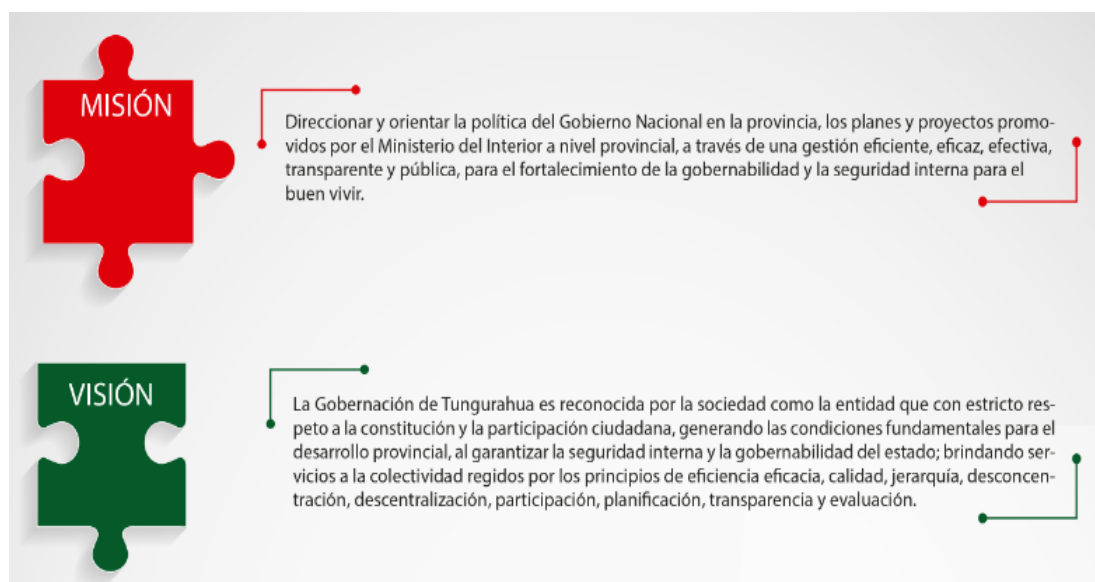 MISIÓN
Direccionar y orientar la política del Gobierno Nacional en la provincia, los planes y proyectos promo-
vidos por el Ministerio del Interior a nivel provincial, a través de una gestión eficiente, eficaz, efectiva,
transparente y pública, para el fortalecimiento de la gobernabilidad y la seguridad interna para el
buen vivir.
VISIÓN
La Gobernación de Tungurahua es reconocida por la sociedad como la entidad que con estricto res-
peto a la constitución y la participación ciudadana, generando las condiciones fundamentales para el
desarrollo provincial, al garantizar la seguridad interna y la gobernabilidad del estado; brindando ser-
vicios a la colectividad regidos por los principios de eficiencia eficacia, calidad, jerarquía, desconcen-
tración, descentralización, participación, planificación, transparencia y evaluación.